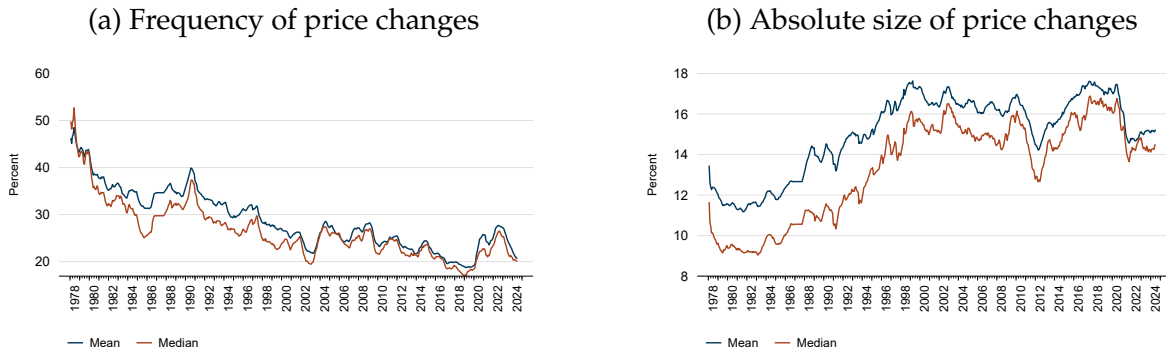 (a) Frequency of price changes
60
50
40
30
20
Percent
1978 1980 1982 1984 1986 1988 1990 1992 1994 1996 1998 2000 2002 2004 2006 2008 2010 2012 2014 2016 2018 2020 2022 2024
Mean Median
(b) Absolute size of price changes
18
16
14
12
10
8
Percent
1978 1980 1982 1984 1986 1988 1990 1992 1994 1996 1998 2000 2002 2004 2006 2008 2010 2012 2014 2016 2018 2020 2022 2024
Mean Median